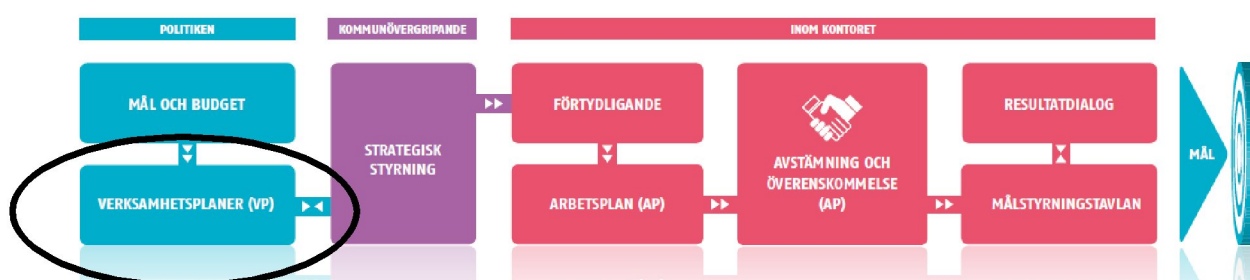 POLITIKEN
KOMMUNÖVERGRIPANDE
INOM KONTORET
MÅL OCH BUDGET
VERKSAMHETSPLANER (VP)
STRATEGISK
STYRNING
FÖRTYDLIGANDE
ARBETSPLAN (AP)
AVSTÄMNING OCH
ÖVERENSKOMMELSE
(AP)
RESULTATDIALOG
MÅLSTYRNINGSTAVLAN
MÅL